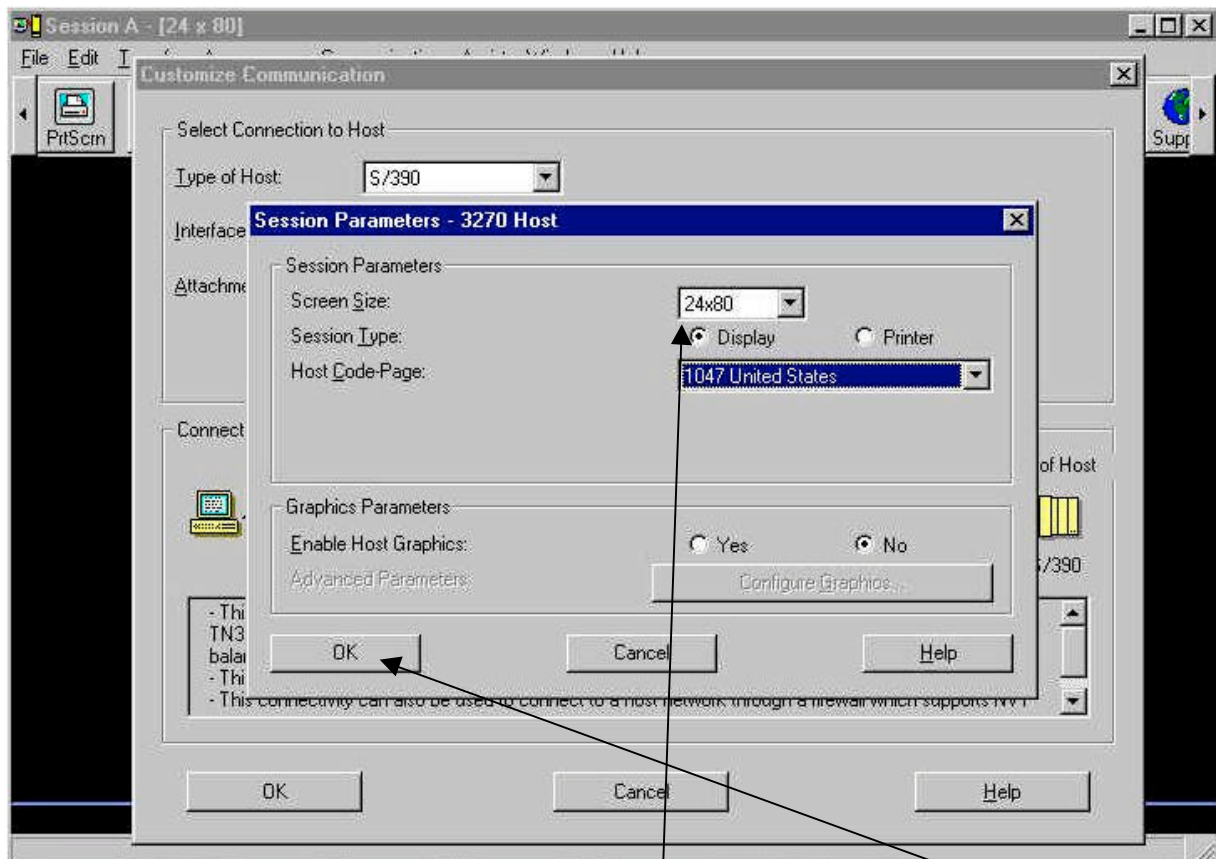 Session A - [24 x 80]
File Edit T
PrtScrn
Supp
Customize Communication
Select Connection to Host
Type of Host: S/390
Interface
Attachme
Session Parameters - 3270 Host
Session Parameters
Screen Size: 24x80
Session Type: Display Printer
Host Code-Page: 1047 United States
Connect
of Host
Graphics Parameters
Enable Host Graphics: Yes No
Advanced Parameters Configure Graphics...
/390
OK Cancel Help
- Thi
TN3
balar
- Thi
- This connectivity can also be used to connect to a host network through a firewall which supports NVT
OK Cancel Help